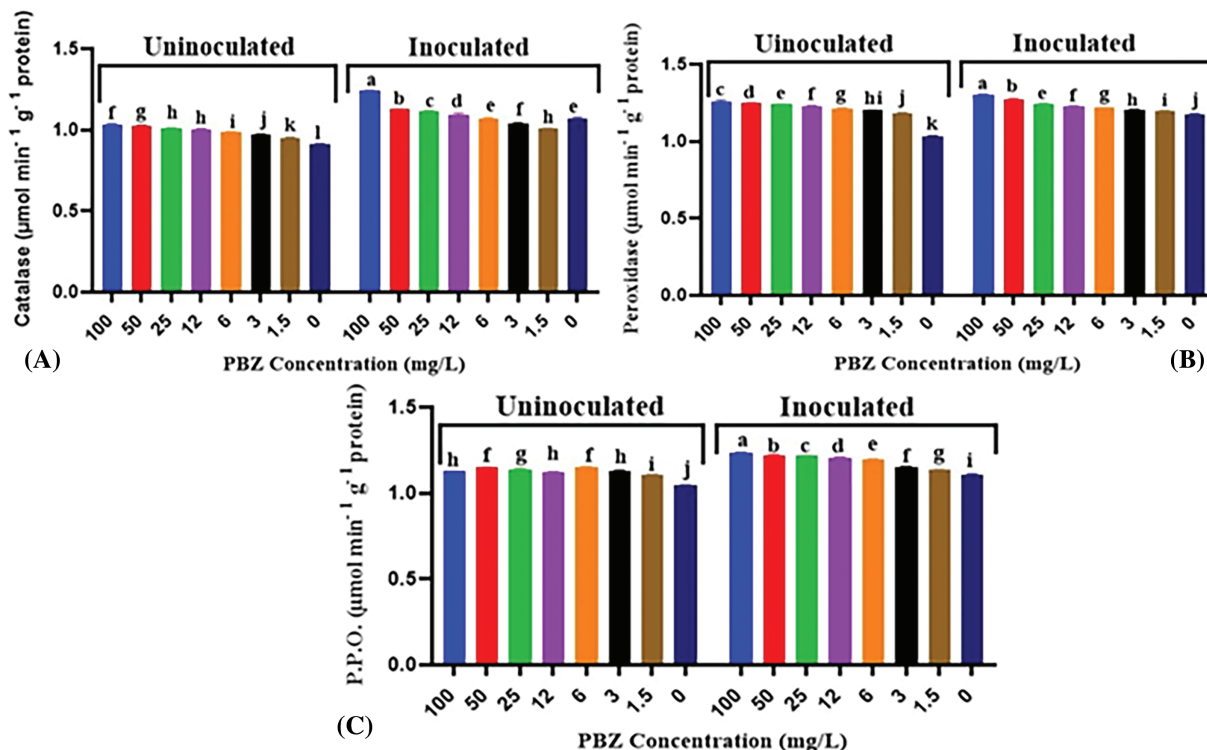 Uninoculated Inoculated
Catalase (µmol min⁻¹ g⁻¹ protein)
1.5
1.0
0.5
0.0
f g h h i j k l a b c d e f h e
100 50 25 12 6 3 1.5 0 100 50 25 12 6 3 1.5 0
(A)
PBZ Concentration (mg/L)
Uinoculated Inoculated
Peroxidase (µmol min⁻¹ g⁻¹ protein)
1.5
1.0
0.5
0.0
c d e f g hi j k a b e f g h i j
100 50 25 12 6 3 1.5 0 100 50 25 12 6 3 1.5 0
PBZ Concentration (mg/L)
(B)
Uninoculated Inoculated
P.P.O. (µmol min⁻¹ g⁻¹ protein)
1.5
1.0
0.5
0.0
h f g h f h i j a b c d e f g i
100 50 25 12 6 3 1.5 0 100 50 25 12 6 3 1.5 0
(C)
PBZ Concentration (mg/L)